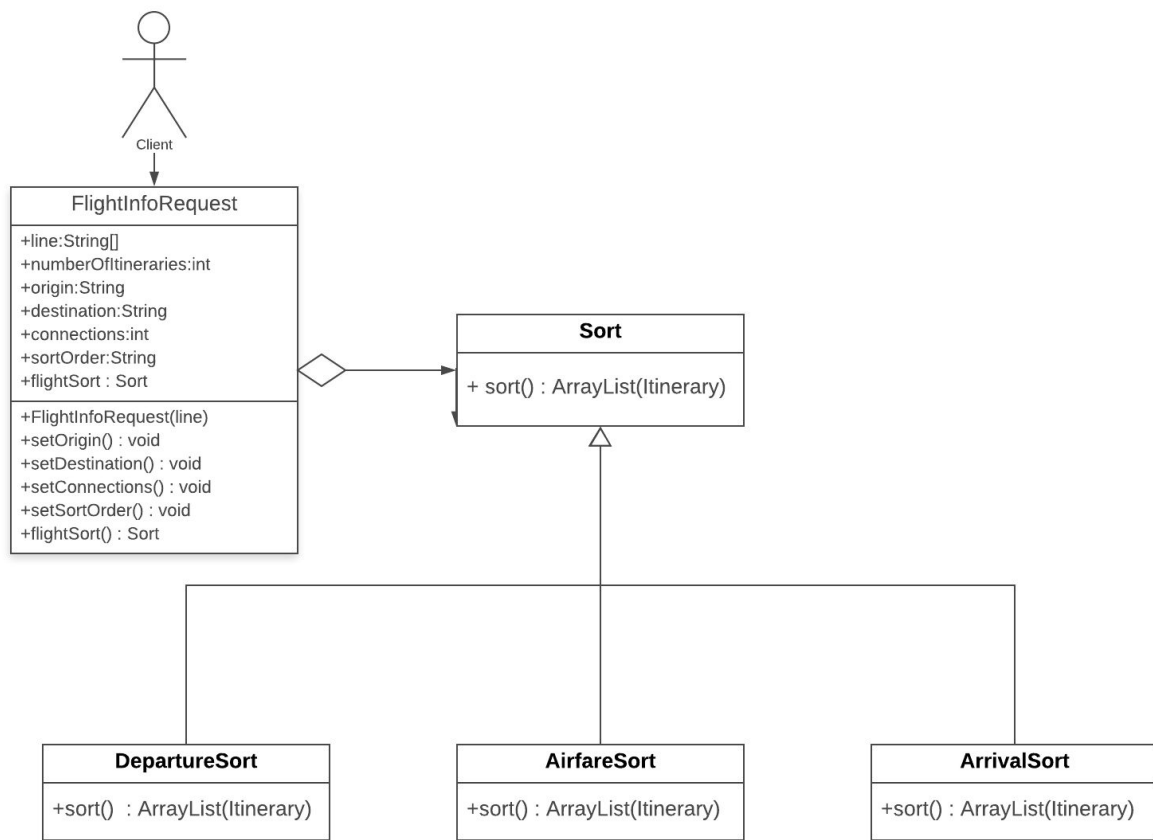 Client
FlightInfoRequest
+line:String[]
+numberOfItineraries:int
+origin:String
+destination:String
+connections:int
+sortOrder:String
+flightSort : Sort
+FlightInfoRequest(line)
+setOrigin() : void
+setDestination() : void
+setConnections() : void
+setSortOrder() : void
+flightSort() : Sort
Sort
+ sort() : ArrayList(Itinerary)
DepartureSort
+sort() : ArrayList(Itinerary)
AirfareSort
+sort() : ArrayList(Itinerary)
ArrivalSort
+sort() : ArrayList(Itinerary)